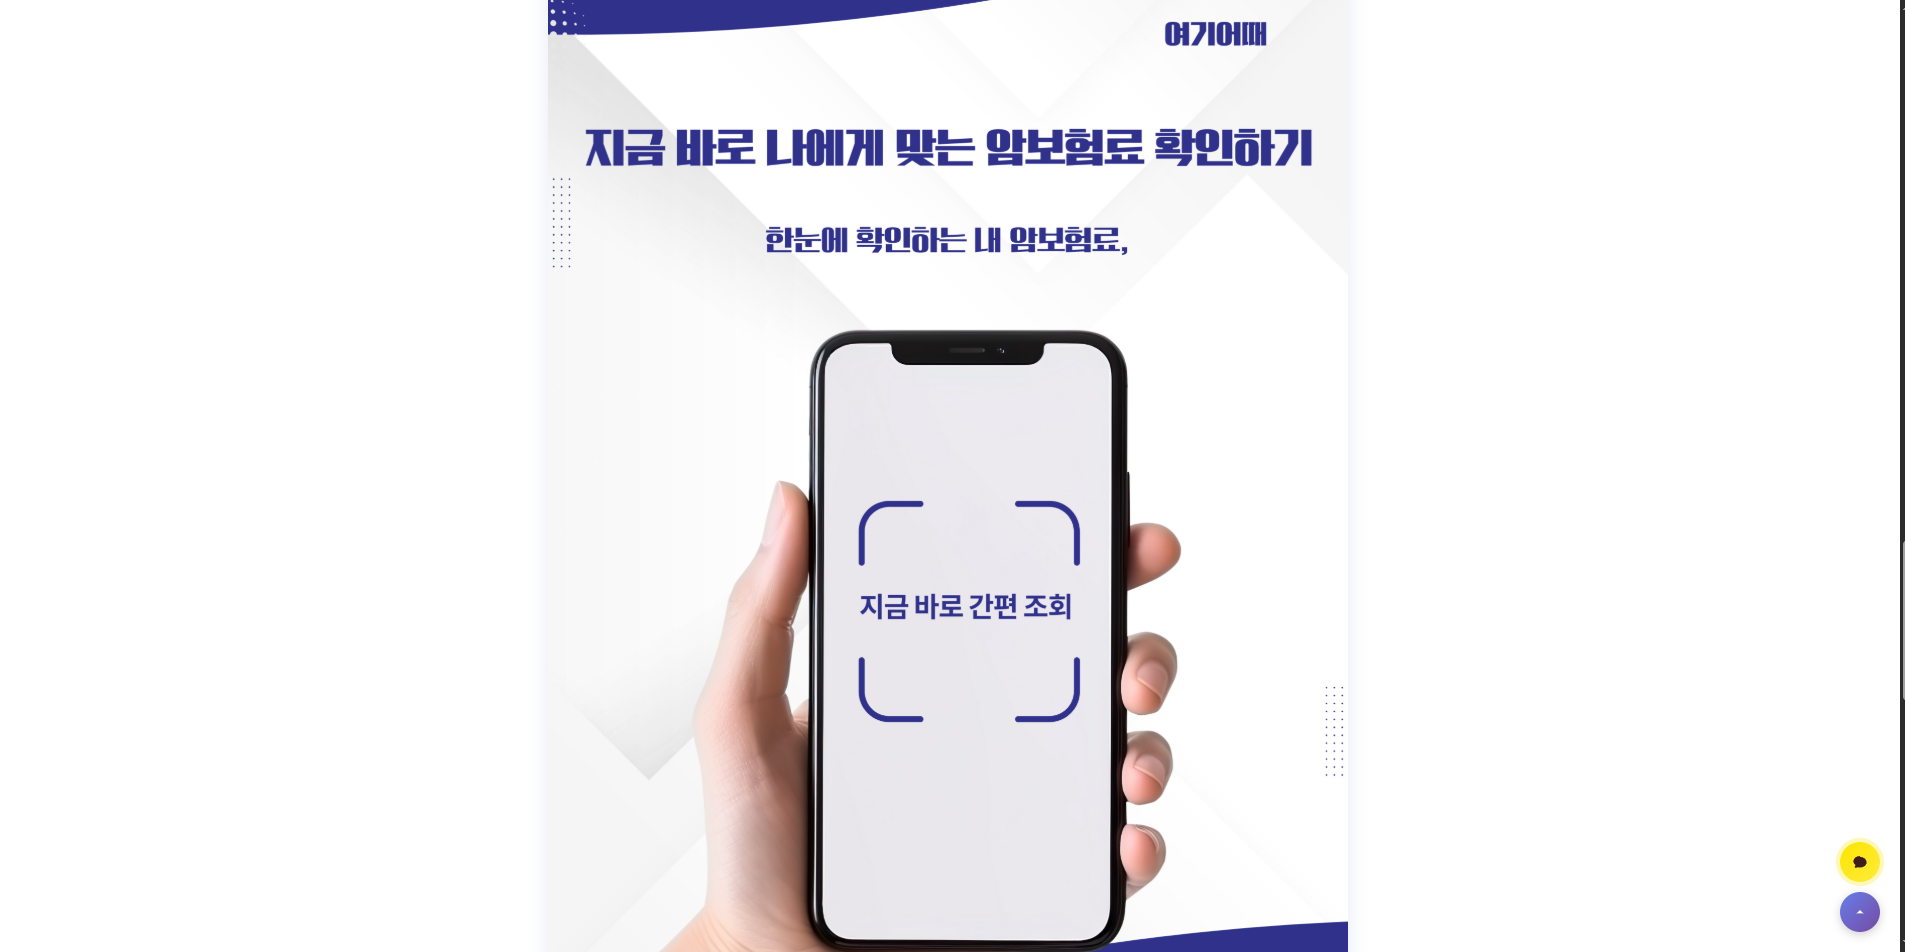 여기어때
지금 바로 나에게 맞는 암보험료 확인하기
한눈에 확인하는 내 암보험료,
지금 바로 간편 조회